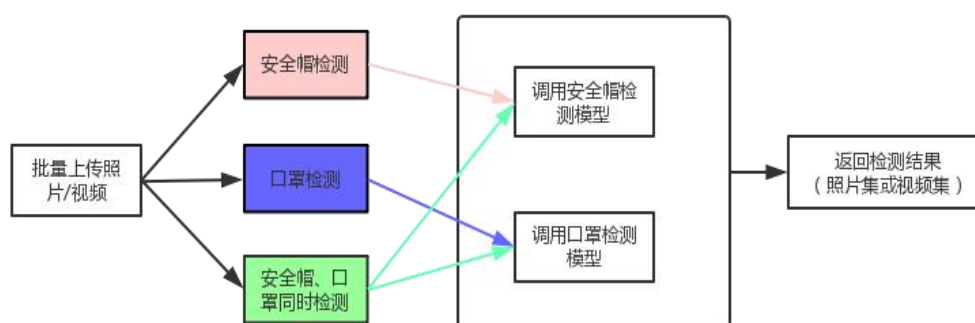 安全帽检测
调用安全帽检
测模型
批量上传照
片/视频
口罩检测
返回检测结果
（照片集或视频集）
调用口罩检测
模型
安全帽、口
罩同时检测